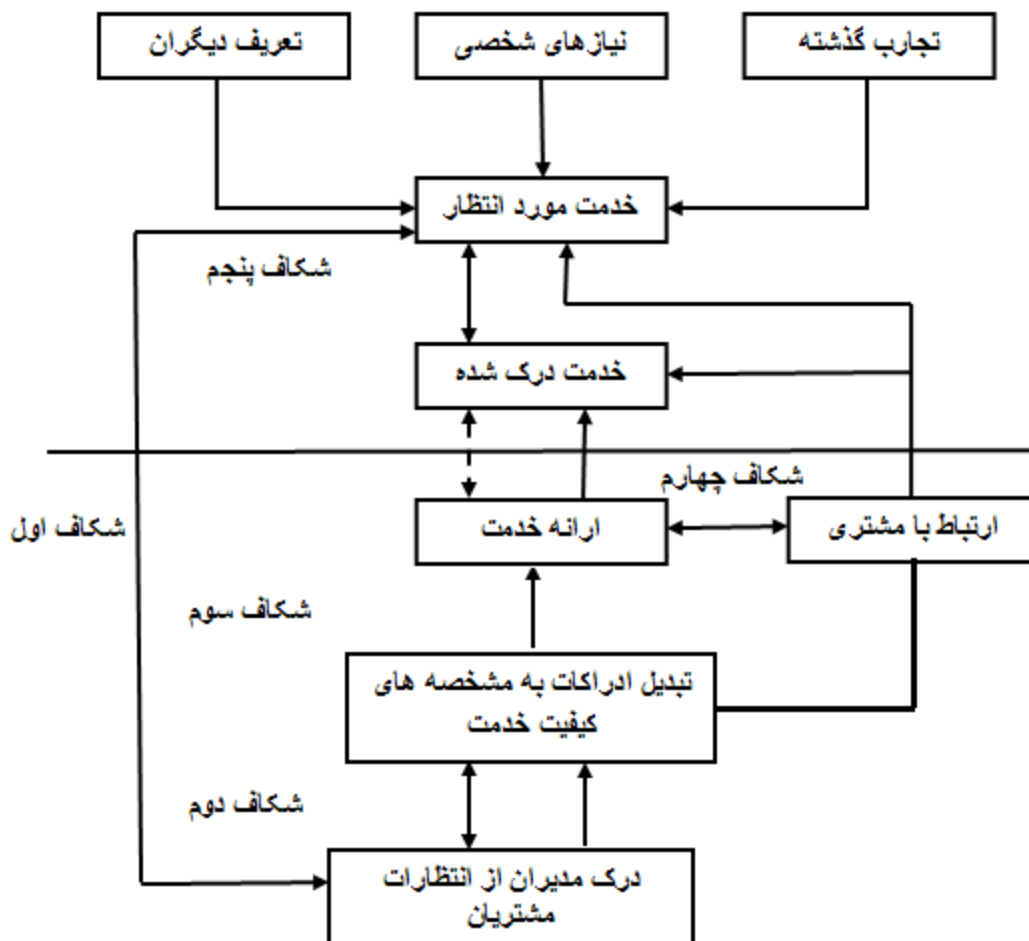 تجارب گذشته
نیازهای شخصی
تعریف دیگران
خدمت مورد انتظار
شکاف پنجم
خدمت درک شده
شکاف چهارم
ارتباط با مشتری
ارائه خدمت
شکاف اول
شکاف سوم
تبدیل ادراکات به مشخصه های
کیفیت خدمت
شکاف دوم
درک مدیران از انتظارات
مشتریان